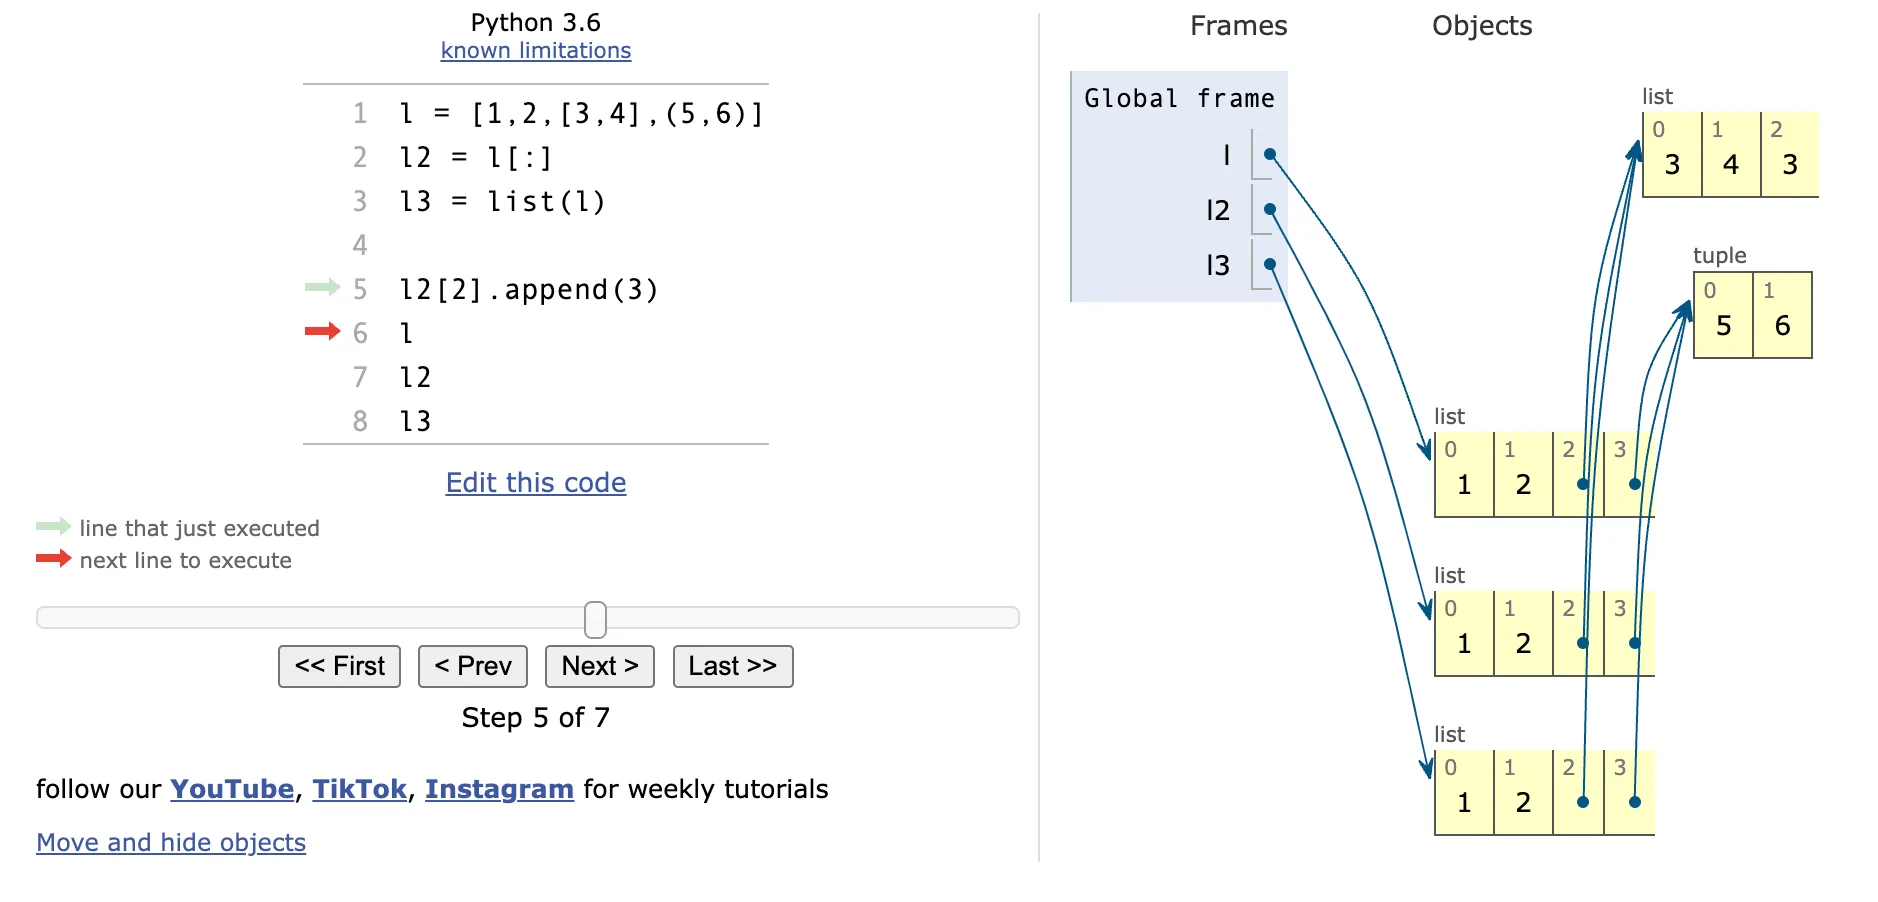 Python 3.6
known limitations
1 l = [1,2,[3,4],(5,6)]
2 l2 = l[:]
3 l3 = list(l)
4
5 l2[2].append(3)
6 l
7 l2
8 l3
Edit this code
line that just executed
next line to execute
<< First < Prev Next > Last >>
Step 5 of 7
follow our YouTube, TikTok, Instagram for weekly tutorials
Move and hide objects
Frames Objects
Global frame
l
l2
l3
list
0 1 2
3 4 3
tuple
0 1
5 6
list
0 1 2 3
1 2
list
0 1 2 3
1 2
list
0 1 2 3
1 2